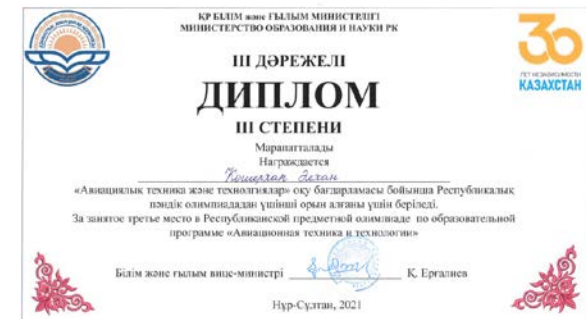 ҚР БІЛІМ және ҒЫЛЫМ МИНИСТРЛІГІ
МИНИСТЕРСТВО ОБРАЗОВАНИЯ И НАУКИ РК
30
ЛЕТ НЕЗАВИСИМОСТИ
КАЗАХСТАН
III ДӘРЕЖЕЛІ
ДИПЛОМ
III СТЕПЕНИ
Марапатталады
Награждается
«Авиациялық техника және технолгиялар» оқу бағдарламасы бойынша Республикалық
пәндік олимпиададан үшінші орын алғаны үшін беріледі.
За занятое третье место в Республиканской предметной олимпиаде по образовательной
программе «Авиационная техника и технологии»
Білім және ғылым вице-министрі Қ. Ерғалиев
Нұр-Сұлтан, 2021